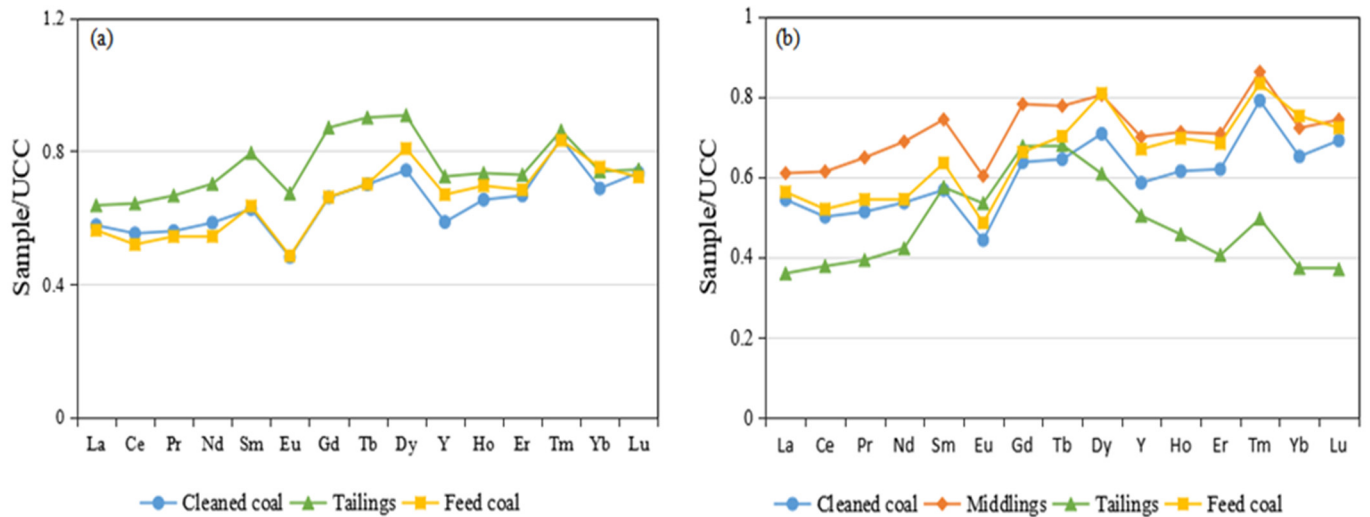 (a)
Sample/UCC
1.2
0.8
0.4
0
La Ce Pr Nd Sm Eu Gd Tb Dy Y Ho Er Tm Yb Lu
Cleaned coal Tailings Feed coal
(b)
Sample/UCC
1
0.8
0.6
0.4
0.2
0
La Ce Pr Nd Sm Eu Gd Tb Dy Y Ho Er Tm Yb Lu
Cleaned coal Middlings Tailings Feed coal